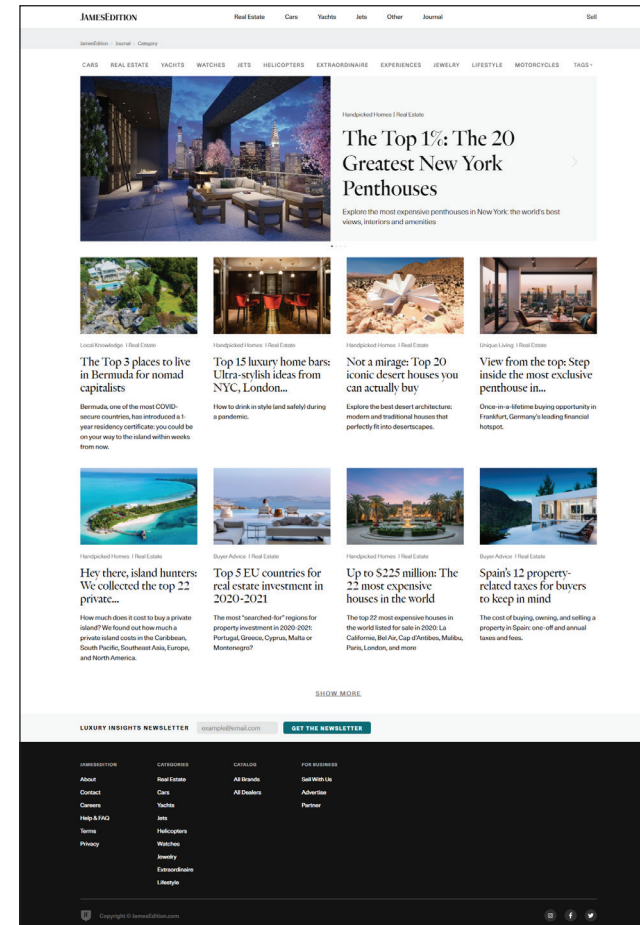 JAMESEDITION
Real Estate Cars Yachts Jets Other Journal Sell
JamesEdition Journal Category
CARS REAL ESTATE YACHTS WATCHES JETS HELICOPTERS EXTRAORDINAIRE EXPERIENCES JEWELRY LIFESTYLE MOTORCYCLES TAGS
Handpicked Homes | Real Estate
The Top 1%: The 20
Greatest New York
Penthouses
Explore the most expensive penthouses in New York: the world's best
views, interiors and amenities
Local Knowledge | Real Estate
The Top 3 places to live
in Bermuda for nomad
capitalists
Bermuda, one of the most COVID-
secure countries, has introduced a 1-
year residency certificate: you could be
on your way to the island within weeks
from now.
Handpicked Homes | Real Estate
Top 15 luxury home bars:
Ultra-stylish ideas from
NYC, London...
How to drink in style (and safely) during
a pandemic.
Handpicked Homes | Real Estate
Not a mirage: Top 20
iconic desert houses you
can actually buy
Explore the best desert architecture:
modern and traditional houses that
perfectly fit into desertscapes.
Unique Living | Real Estate
View from the top: Step
inside the most exclusive
penthouse in...
Once-in-a-lifetime buying opportunity in
Frankfurt, Germany's leading financial
hotspot.
Handpicked Homes | Real Estate
Hey there, island hunters:
We collected the top 22
private...
How much does it cost to buy a private
island? We found out how much a
private island costs in the Caribbean,
South Pacific, Southeast Asia, Europe,
and North America.
Buyer Advice | Real Estate
Top 5 EU countries for
real estate investment in
2020-2021
The most "searched-for" regions for
property investment in 2020-2021:
Portugal, Greece, Cyprus, Malta or
Montenegro?
Handpicked Homes | Real Estate
Up to $225 million: The
22 most expensive
houses in the world
The top 22 most expensive houses in
the world listed for sale in 2020: La
Californie, Bel Air, Cap d'Antibes, Malibu,
Paris, London, and more
Buyer Advice | Real Estate
Spain's 12 property-
related taxes for buyers
to keep in mind
The cost of buying, owning, and selling a
property in Spain: one-off and annual
taxes and fees.
SHOW MORE
LUXURY INSIGHTS NEWSLETTER example@email.com GET THE NEWSLETTER
JAMESEDITION
About
Contact
Careers
Help & FAQ
Terms
Privacy
CATEGORIES
Real Estate
Cars
Yachts
Jets
Helicopters
Watches
Jewelry
Extraordinaire
Lifestyle
CATALOG
All Brands
All Dealers
FOR BUSINESS
Sell With Us
Advertise
Partner
Copyright © JamesEdition.com